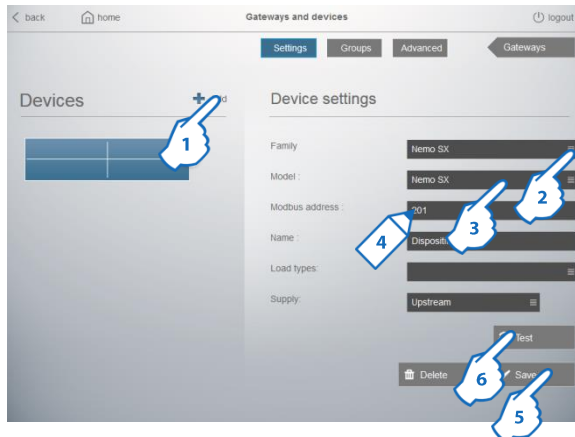 back home Gateways and devices logout
Settings Groups Advanced Gateways
Devices
Device settings
1
Family Nemo SX
2
Model : Nemo SX
3
Modbus address : 201
4
Name :
Load types:
Supply: Upstream
Test
6
Delete Save
5